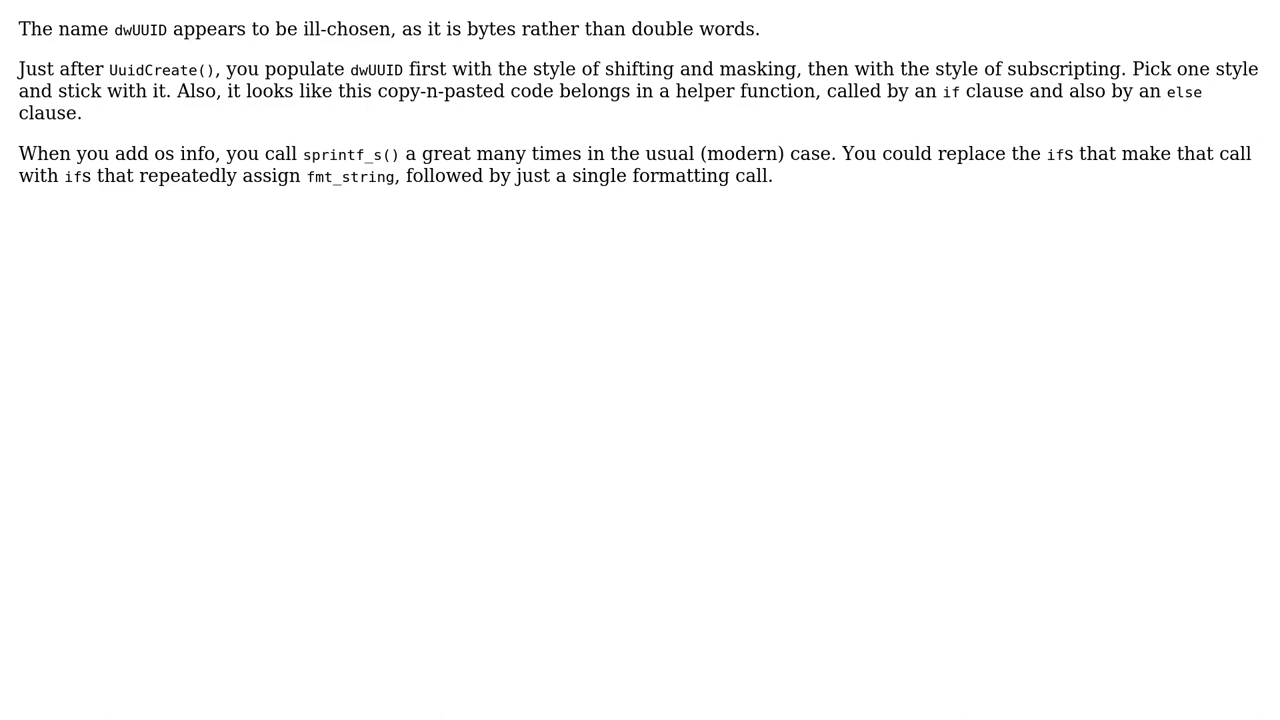 The name dwUUID appears to be ill-chosen, as it is bytes rather than double words.
Just after UuidCreate(), you populate dwUUID first with the style of shifting and masking, then with the style of subscripting. Pick one style
and stick with it. Also, it looks like this copy-n-pasted code belongs in a helper function, called by an if clause and also by an else
clause.
When you add os info, you call sprintf_s() a great many times in the usual (modern) case. You could replace the ifs that make that call
with ifs that repeatedly assign fmt_string, followed by just a single formatting call.